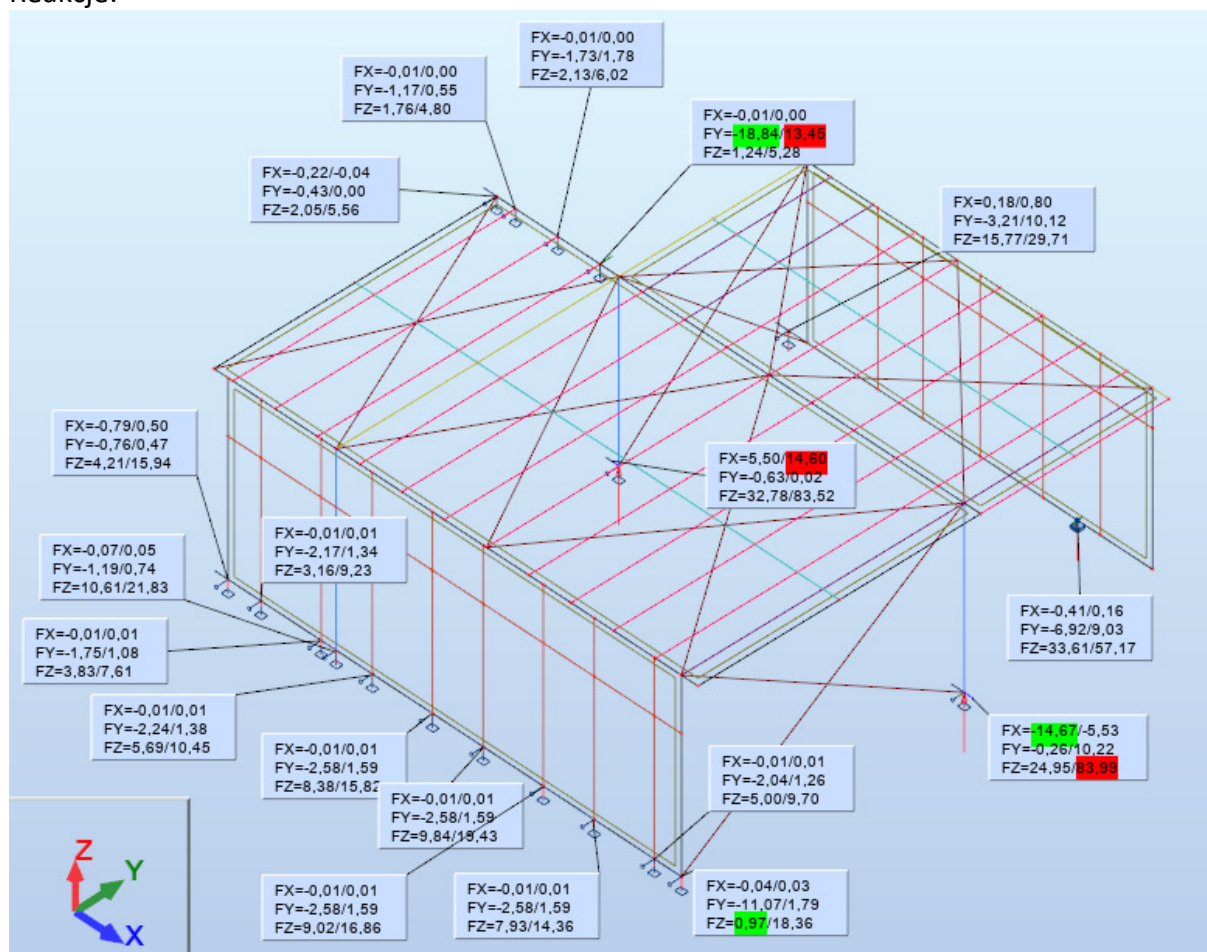 Reakcje:
FX=-0,01/0,00
FY=-1,73/1,78
FZ=2,13/6,02
FX=-0,01/0,00
FY=-1,17/0,55
FZ=1,76/4,80
FX=-0,01/0,00
FY=-18,84/13,45
FZ=1,24/5,28
FX=-0,22/-0,04
FY=-0,43/0,00
FZ=2,05/5,56
FX=0,18/0,80
FY=-3,21/10,12
FZ=15,77/29,71
FX=-0,79/0,50
FY=-0,76/0,47
FZ=4,21/15,94
FX=5,50/14,60
FY=-0,63/0,02
FZ=32,78/83,52
FX=-0,01/0,01
FY=-2,17/1,34
FZ=3,16/9,23
FX=-0,07/0,05
FY=-1,19/0,74
FZ=10,61/21,83
FX=-0,41/0,16
FY=-6,92/9,03
FZ=33,61/57,17
FX=-0,01/0,01
FY=-1,75/1,08
FZ=3,83/7,61
FX=-0,01/0,01
FY=-2,24/1,38
FZ=5,69/10,45
FX=-14,67/-5,53
FY=-0,26/10,22
FZ=24,95/83,99
FX=-0,01/0,01
FY=-2,58/1,59
FZ=8,38/15,82
FX=-0,01/0,01
FY=-2,04/1,26
FZ=5,00/9,70
FX=-0,01/0,01
FY=-2,58/1,59
FZ=9,84/19,43
FX=-0,01/0,01
FY=-2,58/1,59
FZ=9,02/16,86
FX=-0,01/0,01
FY=-2,58/1,59
FZ=7,93/14,36
FX=-0,04/0,03
FY=-11,07/1,79
FZ=0,97/18,36
Z
Y
X